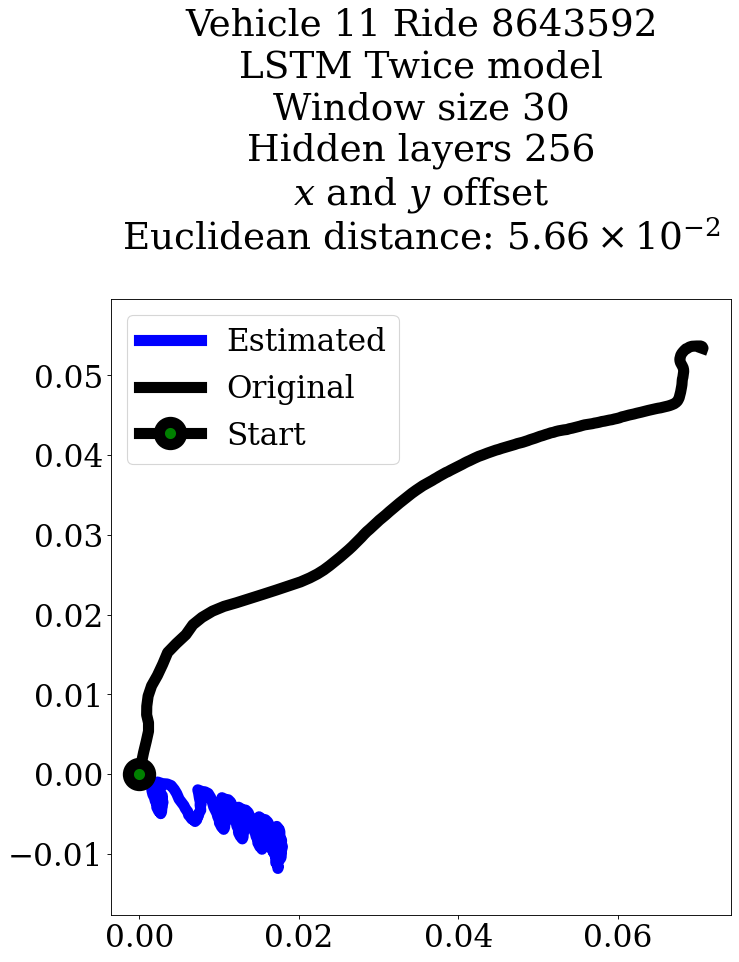 Vehicle 11 Ride 8643592
LSTM Twice model
Window size 30
Hidden layers 256
x and y offset
Euclidean distance: 5.66 × 10⁻²
Estimated
Original
Start
0.05
0.04
0.03
0.02
0.01
0.00
−0.01
0.00 0.02 0.04 0.06